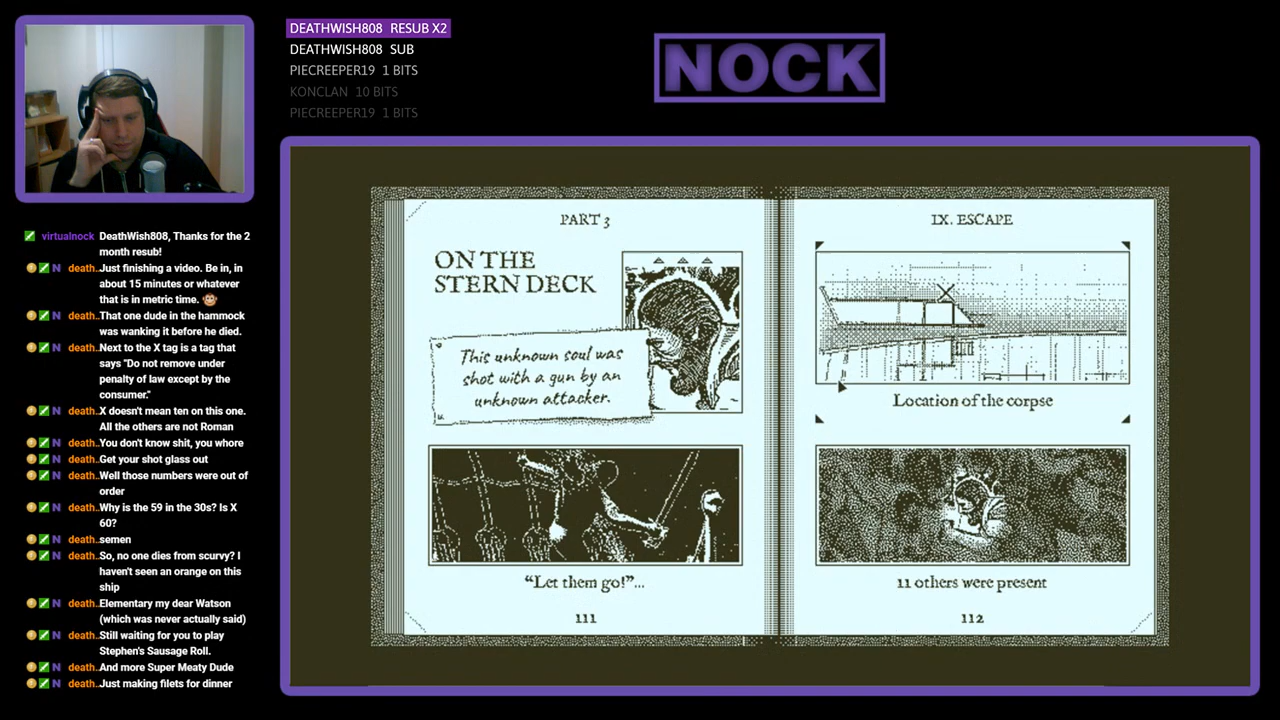 DEATHWISH808 RESUB X2
DEATHWISH808 SUB
PIECREEPER19 1 BITS
KONCLAN 10 BITS
PIECREEPER19 1 BITS
NOCK
virtualnock DeathWish808, Thanks for the 2
month resub!
death.. Just finishing a video. Be in, in
about 15 minutes or whatever
that is in metric time.
death.. That one dude in the hammock
was wanking it before he died.
death.. Next to the X tag is a tag that
says "Do not remove under
penalty of law except by the
consumer."
death.. X doesn't mean ten on this one.
All the others are not Roman
death.. You don't know shit, you whore
death.. Get your shot glass out
death.. Well those numbers were out of
order
death.. Why is the 59 in the 30s? Is X
60?
death.. semen
death.. So, no one dies from scurvy? I
haven't seen an orange on this
ship
death.. Elementary my dear Watson
(which was never actually said)
death.. Still waiting for you to play
Stephen's Sausage Roll.
death.. And more Super Meaty Dude
death.. Just making filets for dinner
PART 3
ON THE
STERN DECK
This unknown soul was
shot with a gun by an
unknown attacker.
"Let them go!"...
111
IX. ESCAPE
Location of the corpse
11 others were present
112